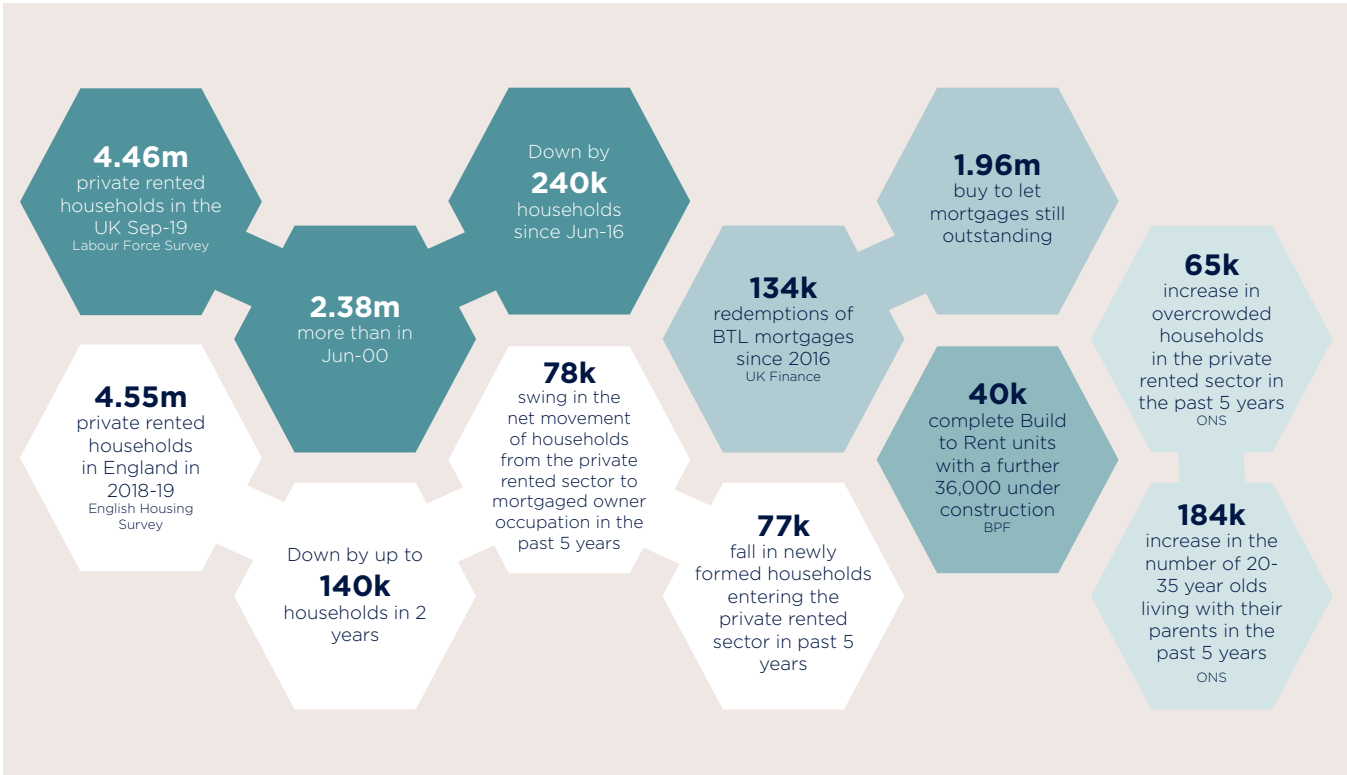 4.46m
private rented
households in the
UK Sep-19
Labour Force Survey
2.38m
more than in
Jun-00
Down by
240k
households
since Jun-16
4.55m
private rented
households
in England in
2018-19
English Housing
Survey
Down by up to
140k
households in 2
years
78k
swing in the
net movement
of households
from the private
rented sector to
mortgaged owner
occupation in the
past 5 years
77k
fall in newly
formed households
entering the
private rented
sector in past 5
years
134k
redemptions of
BTL mortgages
since 2016
UK Finance
1.96m
buy to let
mortgages still
outstanding
40k
complete Build
to Rent units
with a further
36,000 under
construction
BPF
65k
increase in
overcrowded
households
in the private
rented sector in
the past 5 years
ONS
184k
increase in the
number of 20-
35 year olds
living with their
parents in the
past 5 years
ONS